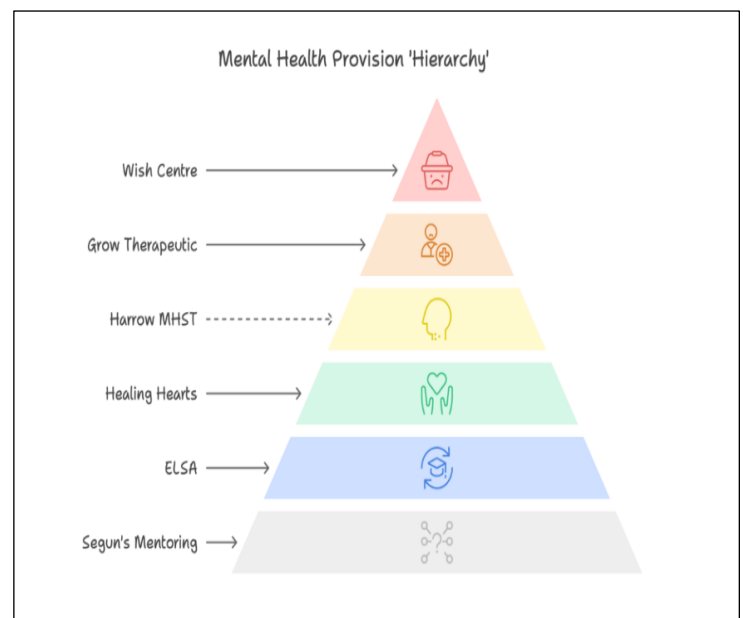 Mental Health Provision 'Hierarchy'
Wish Centre
Grow Therapeutic
Harrow MHST
Healing Hearts
ELSA
Segun's Mentoring